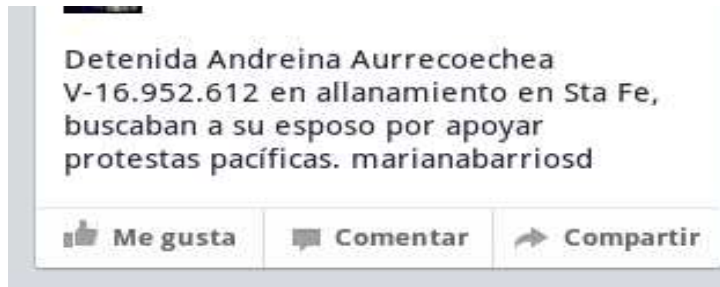 Detenida Andreina Aurrecoechea
V-16.952.612 en allanamiento en Sta Fe,
buscaban a su esposo por apoyar
protestas pacíficas. marianabarriosd
Me gusta Comentar Compartir